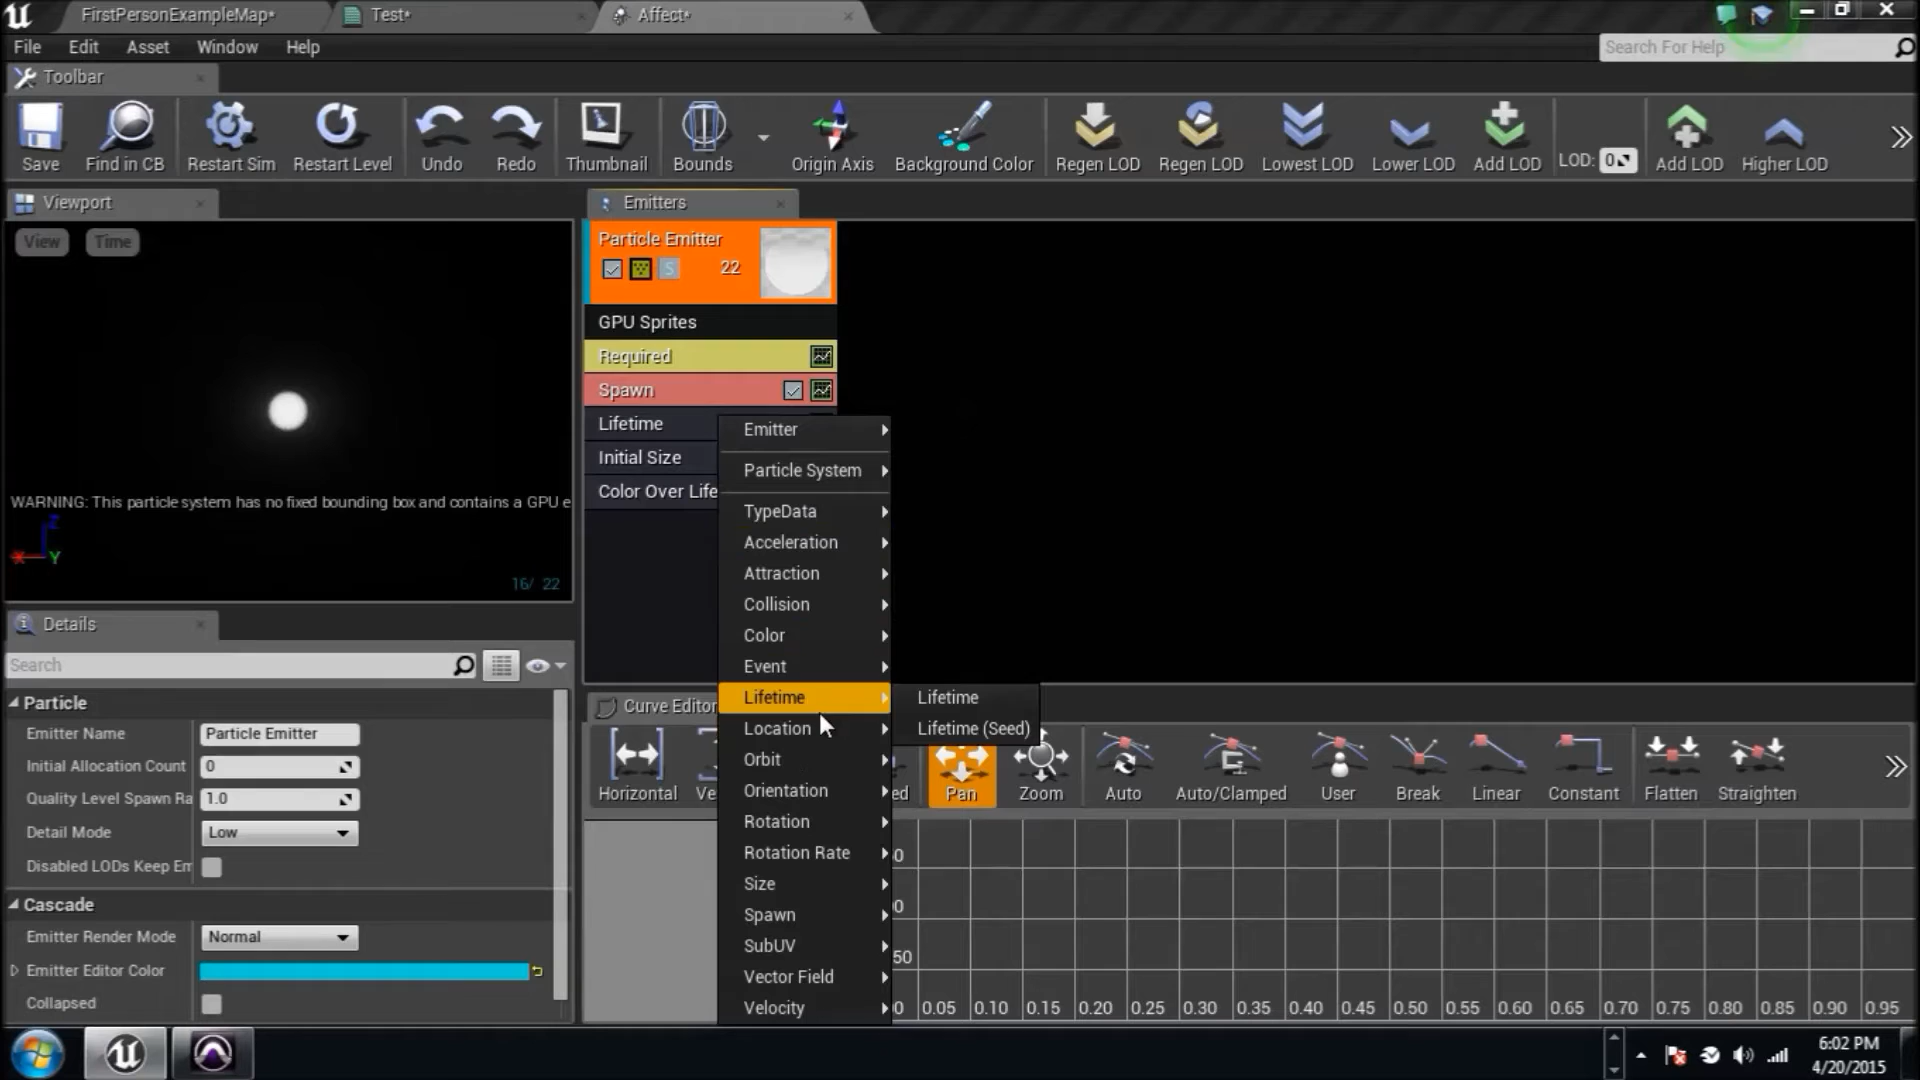 FirstPersonExampleMap*
Test*
Affect*
File Edit Asset Window Help
Search For Help
Toolbar
Save
Find in CB
Restart Sim
Restart Level
Undo
Redo
Thumbnail
Bounds
Origin Axis
Background Color
Regen LOD
Regen LOD
Lowest LOD
Lower LOD
Add LOD
LOD: 0
Add LOD
Higher LOD
Viewport
View Time
WARNING: This particle system has no fixed bounding box and contains a GPU e
X
Z
Y
16/ 22
Emitters
Particle Emitter
S 22
GPU Sprites
Required
Spawn
Lifetime
Initial Size
Color Over Life
Emitter
Particle System
TypeData
Acceleration
Attraction
Collision
Color
Event
Lifetime
Location
Orbit
Orientation
Rotation
Rotation Rate
Size
Spawn
SubUV
Vector Field
Velocity
Lifetime
Lifetime (Seed)
Details
Search
Particle
Emitter Name Particle Emitter
Initial Allocation Count 0
Quality Level Spawn Ra 1.0
Detail Mode Low
Disabled LODs Keep Em
Cascade
Emitter Render Mode Normal
Emitter Editor Color
Collapsed
Curve Editor
Horizontal
Ve
ed
Pan
Zoom
Auto
Auto/Clamped
User
Break
Linear
Constant
Flatten
Straighten
0
0
50
0 0.05 0.10 0.15 0.20 0.25 0.30 0.35 0.40 0.45 0.50 0.55 0.60 0.65 0.70 0.75 0.80 0.85 0.90 0.95
6:02 PM
4/20/2015